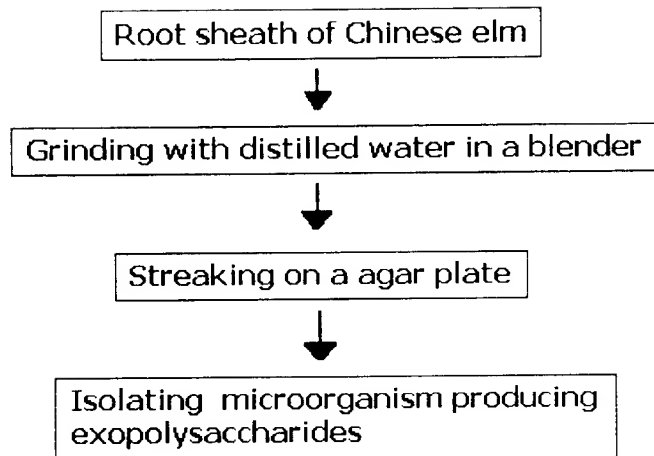 Root sheath of Chinese elm
Grinding with distilled water in a blender
Streaking on a agar plate
Isolating microorganism producing
exopolysaccharides